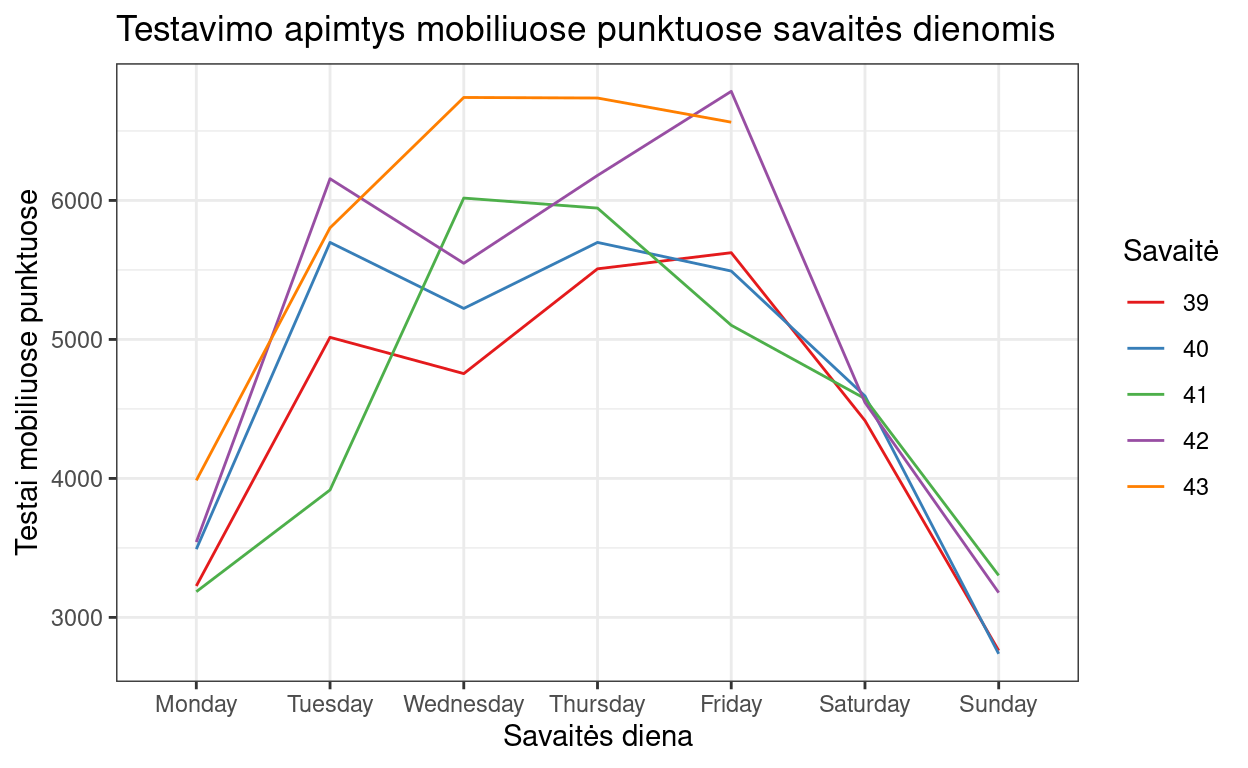 Testavimo apimtys mobiliuose punktuose savaitės dienomis
Testai mobiliuose punktuose
6000
5000
4000
3000
Monday
Tuesday
Wednesday
Thursday
Friday
Saturday
Sunday
Savaitės diena
Savaitė
39
40
41
42
43